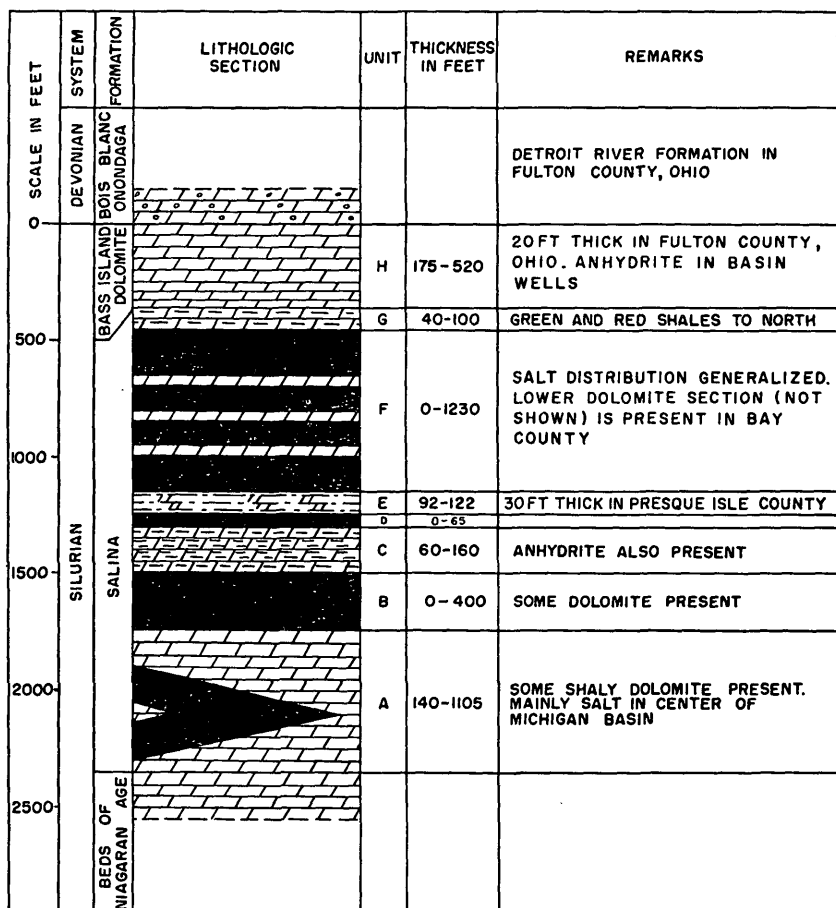 SCALE IN FEET
SYSTEM
FORMATION
LITHOLOGIC
SECTION
UNIT
THICKNESS
IN FEET
REMARKS
DEVONIAN
BOIS BLANC
ONONDAGA
DETROIT RIVER FORMATION IN
FULTON COUNTY, OHIO
0
BASS ISLAND
DOLOMITE
H
175-520
20 FT THICK IN FULTON COUNTY,
OHIO. ANHYDRITE IN BASIN
WELLS
G
40-100
GREEN AND RED SHALES TO NORTH
500
SILURIAN
SALINA
F
0-1230
SALT DISTRIBUTION GENERALIZED.
LOWER DOLOMITE SECTION (NOT
SHOWN) IS PRESENT IN BAY
COUNTY
1000
E
92-122
30 FT THICK IN PRESQUE ISLE COUNTY
D
0-65
C
60-160
ANHYDRITE ALSO PRESENT
1500
B
0-400
SOME DOLOMITE PRESENT
2000
A
140-1105
SOME SHALY DOLOMITE PRESENT.
MAINLY SALT IN CENTER OF
MICHIGAN BASIN
2500
BEDS OF
NIAGARAN AGE